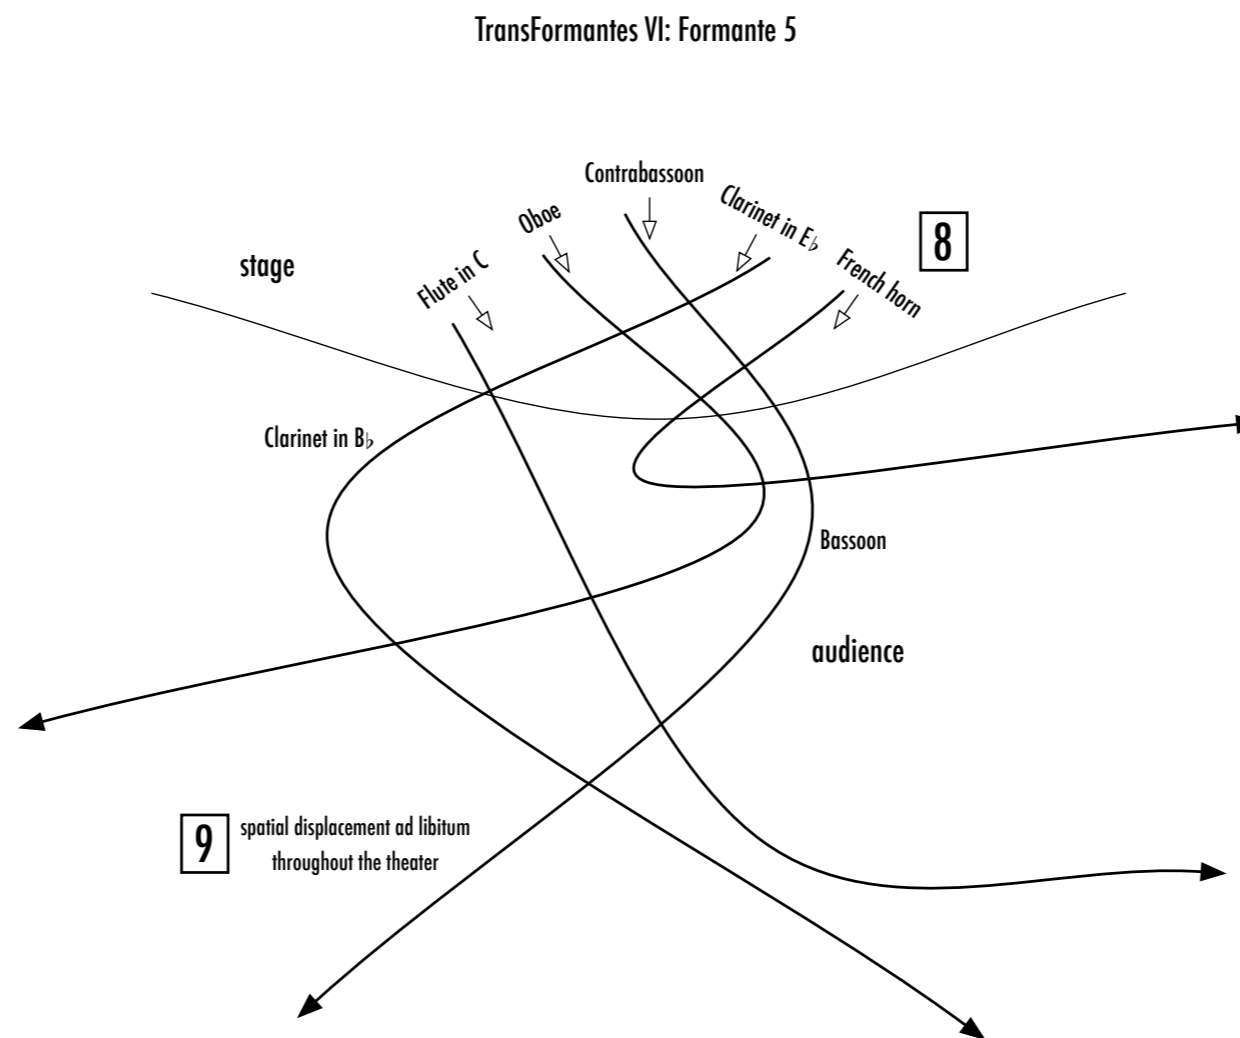 TransFormantes VI: Formante 5
Contrabassoon
Clarinet in E♭
Oboe
8
French horn
Flute in C
stage
Clarinet in B♭
Bassoon
audience
9
spatial displacement ad libitum
throughout the theater